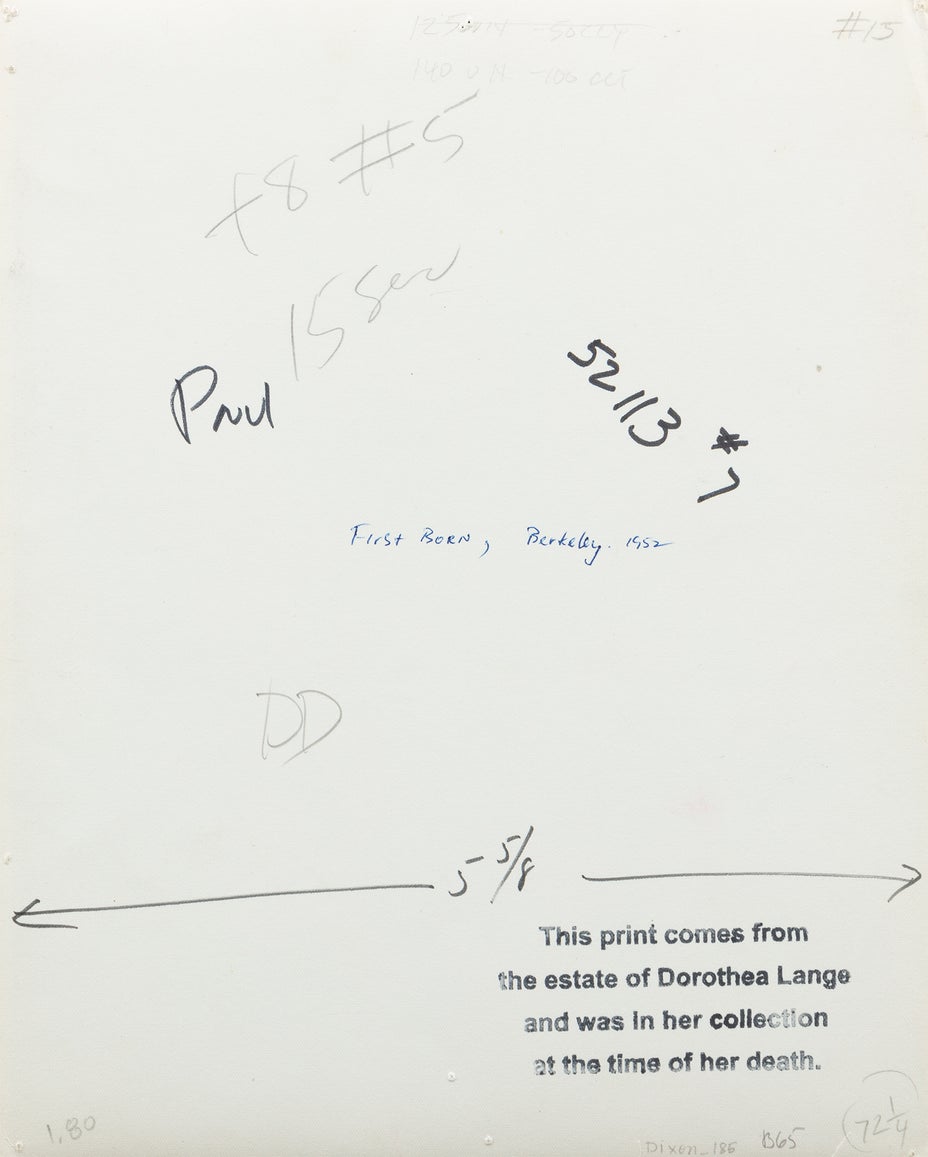 #15
f8 #5
15 sec
Paul
52113 #7
First Born, Berkeley. 1952
DD
5 5/8
This print comes from
the estate of Dorothea Lange
and was in her collection
at the time of her death.
1.80
Dixon_185 B65
72 1/4